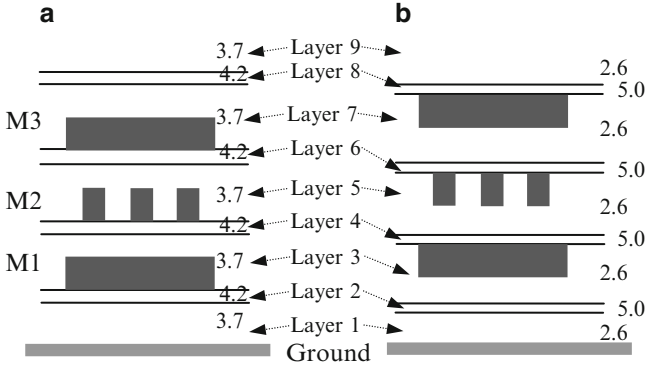 a
b
3.7 Layer 9 2.6
4.2 Layer 8 5.0
M3 3.7 Layer 7 2.6
4.2 Layer 6 5.0
M2 3.7 Layer 5 2.6
4.2 Layer 4 5.0
M1 3.7 Layer 3 2.6
4.2 Layer 2 5.0
3.7 Layer 1 2.6
Ground